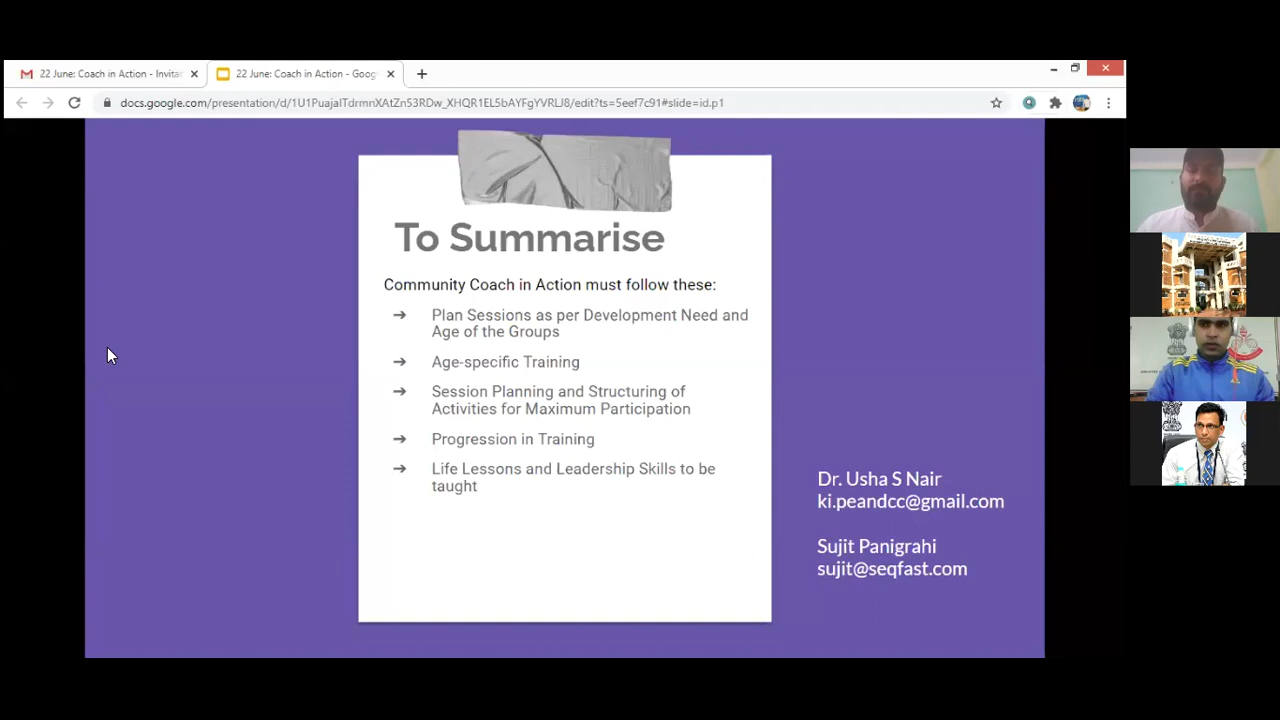 22 June: Coach in Action - Invitat
22 June: Coach in Action - Goog
docs.google.com/presentation/d/1U1PuajaITdrmnXAtZn53RDw_XHQR1EL5bAYFgYVRLJ8/edit?ts=5eef7c91#slide=id.p1
To Summarise
Community Coach in Action must follow these:
➔ Plan Sessions as per Development Need and
Age of the Groups
➔ Age-specific Training
➔ Session Planning and Structuring of
Activities for Maximum Participation
➔ Progression in Training
➔ Life Lessons and Leadership Skills to be
taught
Dr. Usha S Nair
ki.peandcc@gmail.com
Sujit Panigrahi
sujit@seqfast.com